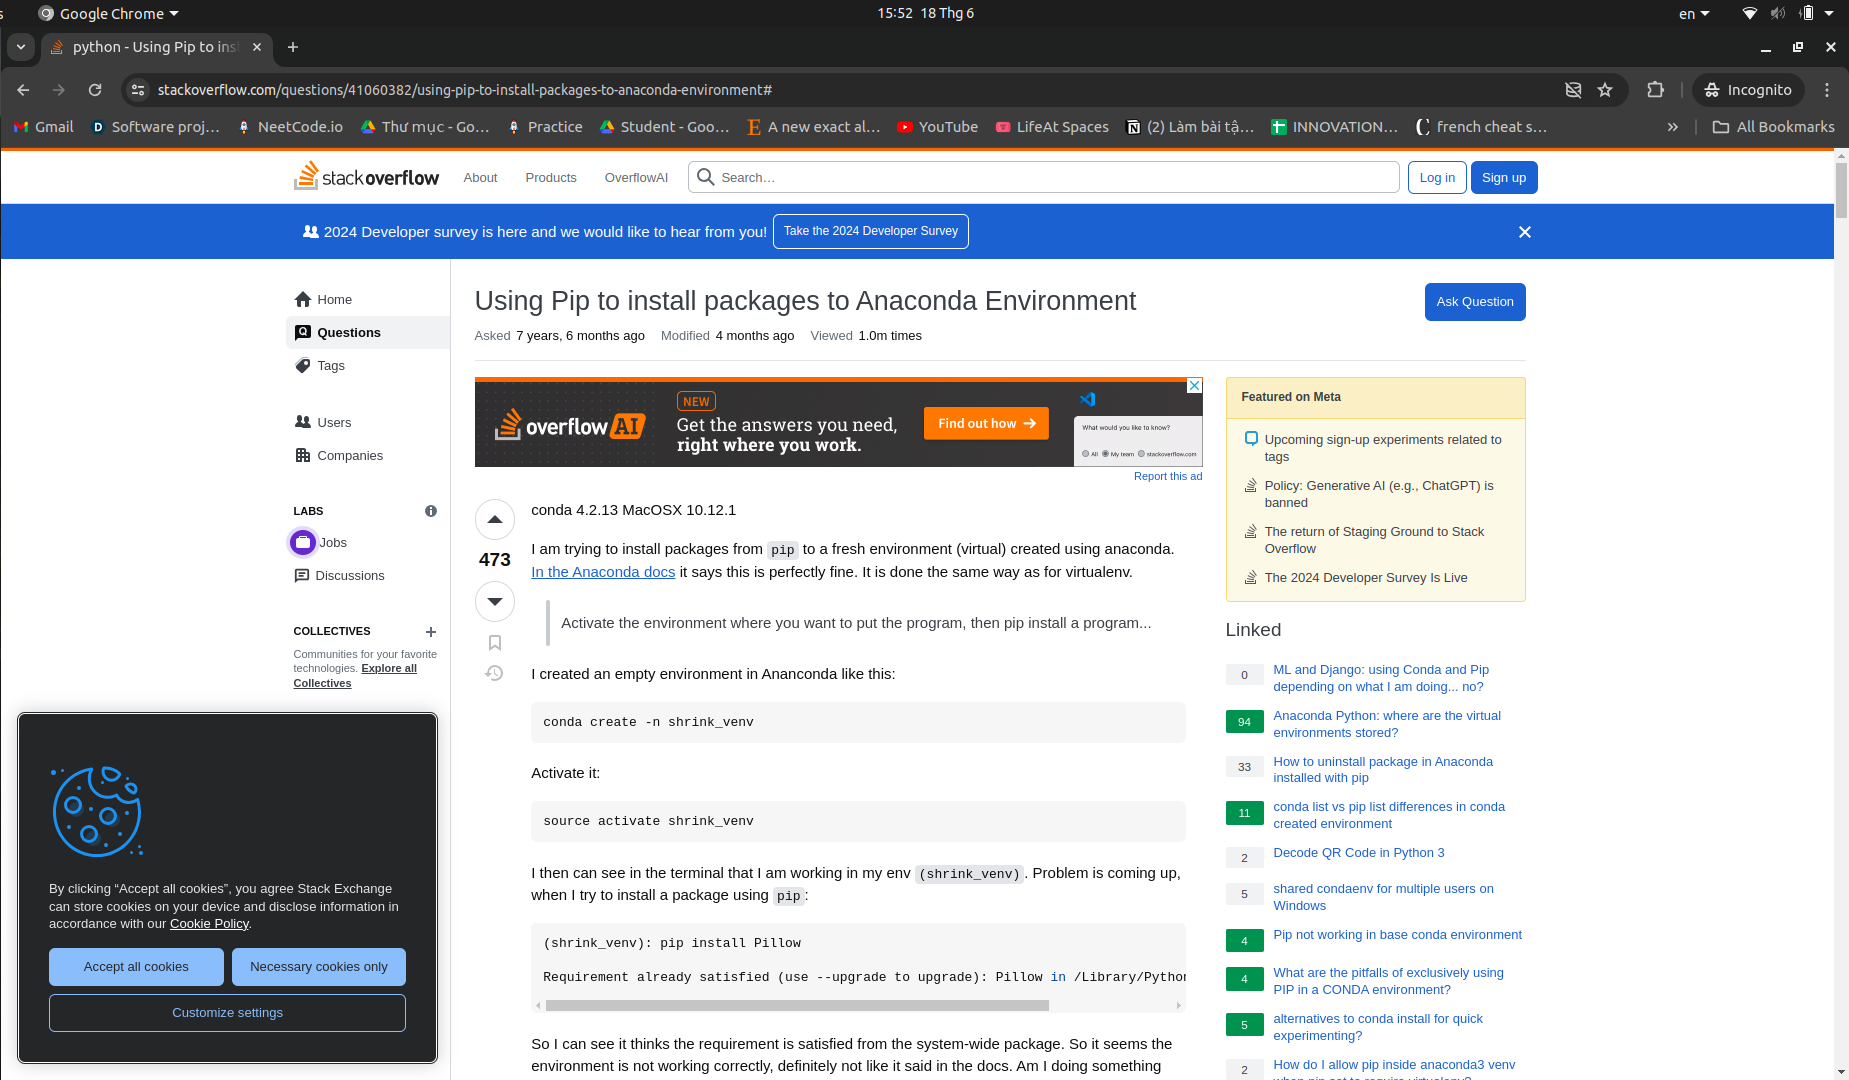 s
Google Chrome
15:52 18 Thg 6
en
python - Using Pip to ins
stackoverflow.com/questions/41060382/using-pip-to-install-packages-to-anaconda-environment#
Incognito
Gmail
Software proj…
NeetCode.io
Thư mục - Go…
Practice
Student - Goo…
A new exact al…
YouTube
LifeAt Spaces
(2) Làm bài tậ…
INNOVATION…
french cheat s…
»
All Bookmarks
stackoverflow
About
Products
OverflowAI
Search…
Log in
Sign up
2024 Developer survey is here and we would like to hear from you!
Take the 2024 Developer Survey
Home
Questions
Tags
Users
Companies
LABS
Jobs
Discussions
COLLECTIVES
Communities for your favorite
technologies. Explore all
Collectives
Using Pip to install packages to Anaconda Environment
Ask Question
Asked 7 years, 6 months ago Modified 4 months ago Viewed 1.0m times
overflow AI
NEW
Get the answers you need,
right where you work.
Find out how
What would you like to know?
All My team stackoverflow.com
Report this ad
473
conda 4.2.13 MacOSX 10.12.1
I am trying to install packages from pip to a fresh environment (virtual) created using anaconda.
In the Anaconda docs it says this is perfectly fine. It is done the same way as for virtualenv.
Activate the environment where you want to put the program, then pip install a program...
I created an empty environment in Ananconda like this:
conda create -n shrink_venv
Activate it:
source activate shrink_venv
I then can see in the terminal that I am working in my env (shrink_venv). Problem is coming up,
when I try to install a package using pip:
(shrink_venv): pip install Pillow
Requirement already satisfied (use --upgrade to upgrade): Pillow in /Library/Python
So I can see it thinks the requirement is satisfied from the system-wide package. So it seems the
environment is not working correctly, definitely not like it said in the docs. Am I doing something
Featured on Meta
Upcoming sign-up experiments related to
tags
Policy: Generative AI (e.g., ChatGPT) is
banned
The return of Staging Ground to Stack
Overflow
The 2024 Developer Survey Is Live
Linked
0
ML and Django: using Conda and Pip
depending on what I am doing... no?
94
Anaconda Python: where are the virtual
environments stored?
33
How to uninstall package in Anaconda
installed with pip
11
conda list vs pip list differences in conda
created environment
2
Decode QR Code in Python 3
5
shared condaenv for multiple users on
Windows
4
Pip not working in base conda environment
4
What are the pitfalls of exclusively using
PIP in a CONDA environment?
5
alternatives to conda install for quick
experimenting?
2
How do I allow pip inside anaconda3 venv
when pip set to require virtualenv?
By clicking “Accept all cookies”, you agree Stack Exchange
can store cookies on your device and disclose information in
accordance with our Cookie Policy.
Accept all cookies
Necessary cookies only
Customize settings